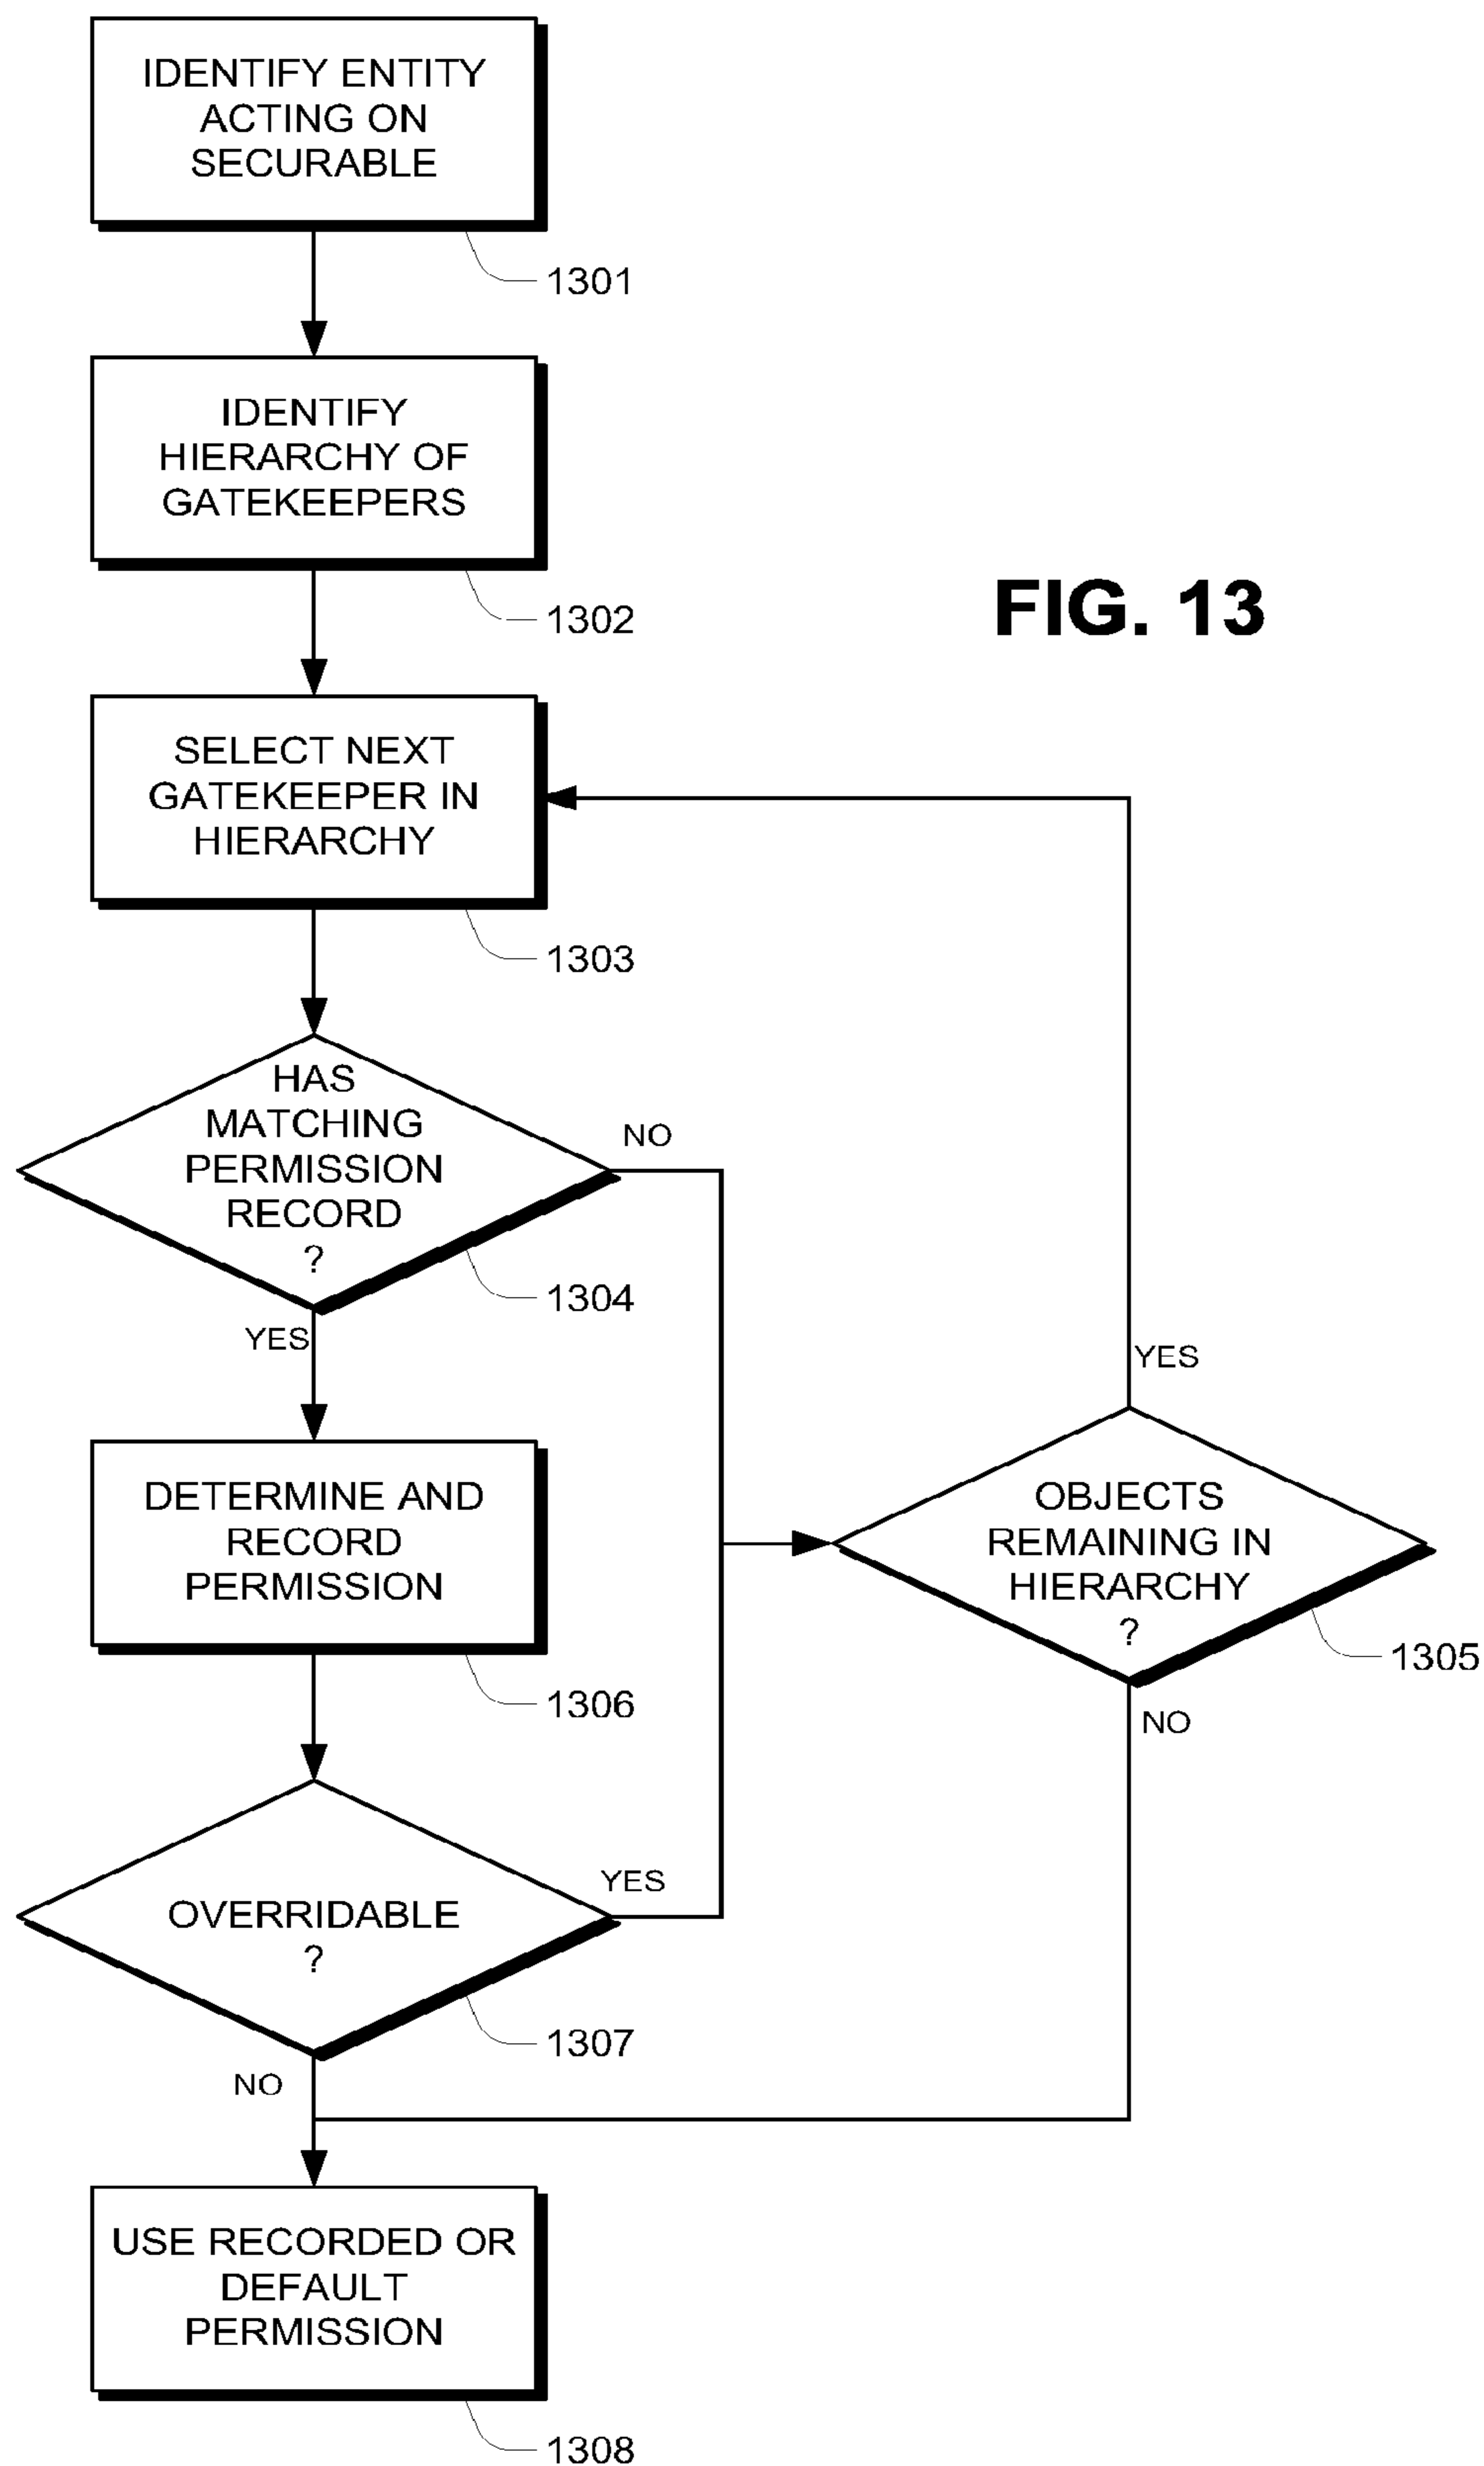 IDENTIFY ENTITY
ACTING ON
SECURABLE
1301
IDENTIFY
HIERARCHY OF
GATEKEEPERS
1302
FIG. 13
SELECT NEXT
GATEKEEPER IN
HIERARCHY
1303
HAS
MATCHING
PERMISSION
RECORD
?
NO
1304
YES
YES
DETERMINE AND
RECORD
PERMISSION
1306
OBJECTS
REMAINING IN
HIERARCHY
?
1305
NO
OVERRIDABLE
?
YES
1307
NO
USE RECORDED OR
DEFAULT
PERMISSION
1308